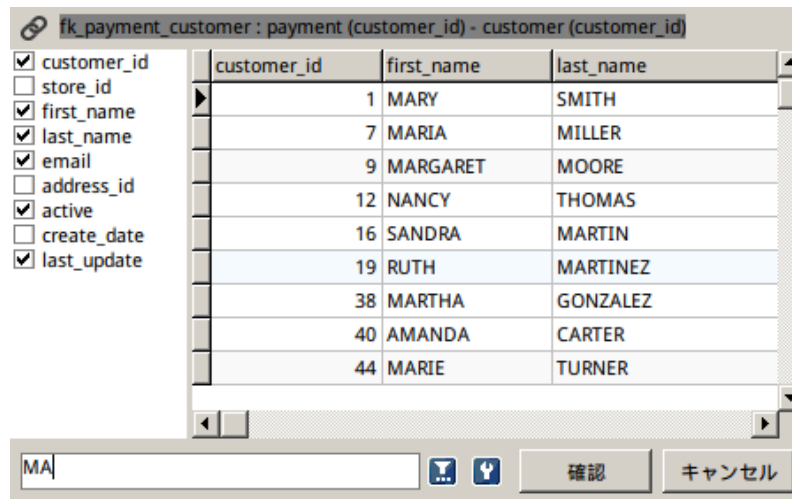 fk_payment_customer : payment (customer_id) - customer (customer_id)
customer_id
store_id
first_name
last_name
email
address_id
active
create_date
last_update
customer_id first_name last_name
1 MARY SMITH
7 MARIA MILLER
9 MARGARET MOORE
12 NANCY THOMAS
16 SANDRA MARTIN
19 RUTH MARTINEZ
38 MARTHA GONZALEZ
40 AMANDA CARTER
44 MARIE TURNER
MA
確認 キャンセル